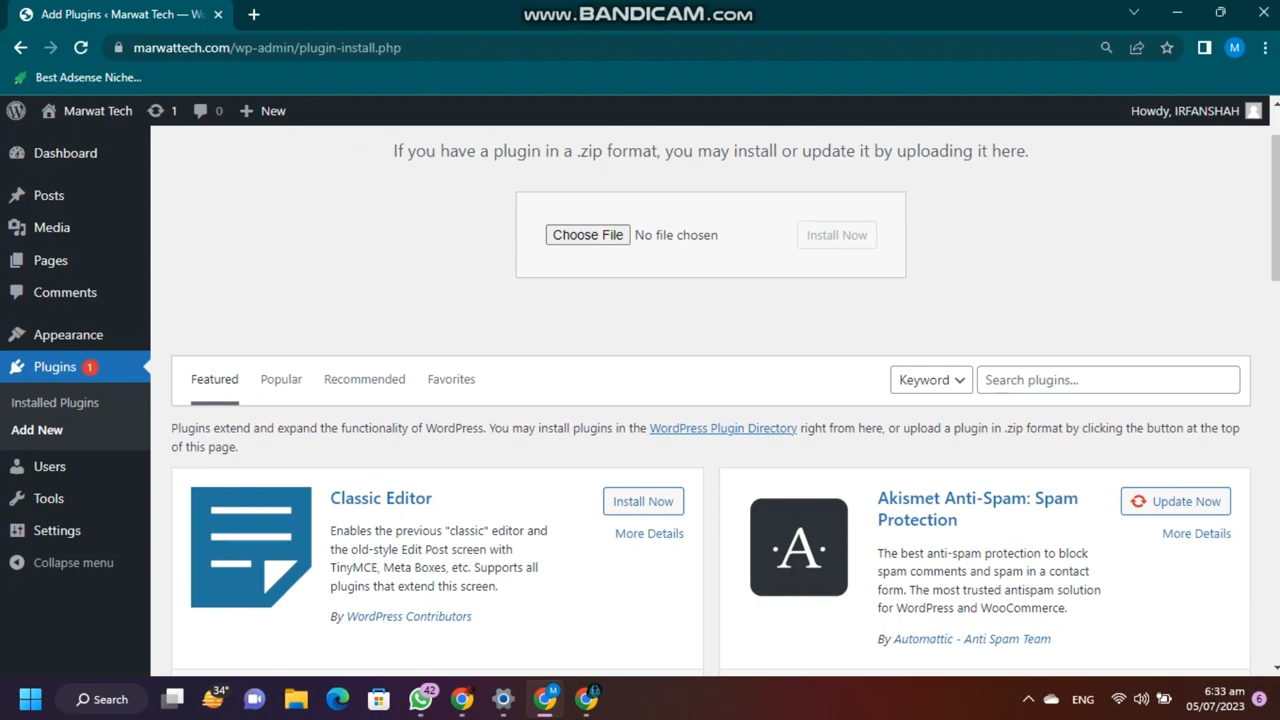 Add Plugins ‹ Marwat Tech — Wo
www.BANDICAM.com
marwattech.com/wp-admin/plugin-install.php
M
Best Adsense Niche...
Marwat Tech
1
0
New
Howdy, IRFANSHAH
Dashboard
Posts
Media
Pages
Comments
Appearance
Plugins 1
Installed Plugins
Add New
Users
Tools
Settings
Collapse menu
If you have a plugin in a .zip format, you may install or update it by uploading it here.
Choose File No file chosen
Install Now
Featured
Popular
Recommended
Favorites
Keyword
Search plugins...
Plugins extend and expand the functionality of WordPress. You may install plugins in the WordPress Plugin Directory right from here, or upload a plugin in .zip format by clicking the button at the top
of this page.
Classic Editor
Install Now
More Details
Enables the previous "classic" editor and
the old-style Edit Post screen with
TinyMCE, Meta Boxes, etc. Supports all
plugins that extend this screen.
By WordPress Contributors
·A·
Akismet Anti-Spam: Spam
Protection
Update Now
More Details
The best anti-spam protection to block
spam comments and spam in a contact
form. The most trusted antispam solution
for WordPress and WooCommerce.
By Automattic - Anti Spam Team
Search
34°
42
M
ENG
6:33 am
05/07/2023
6